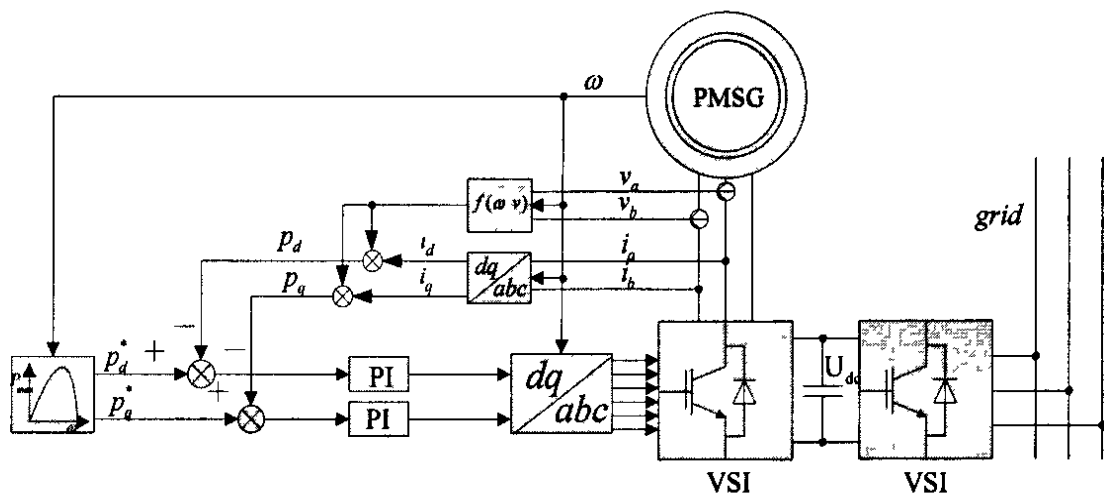 ω
PMSG
v_a
f(ω v)
v_b
grid
p_d
i_d
i_a
dq
abc
p_q
i_q
i_b
−
−
p_d^*
+
PI
dq
abc
U_dc
+
p_q^*
PI
VSI
VSI